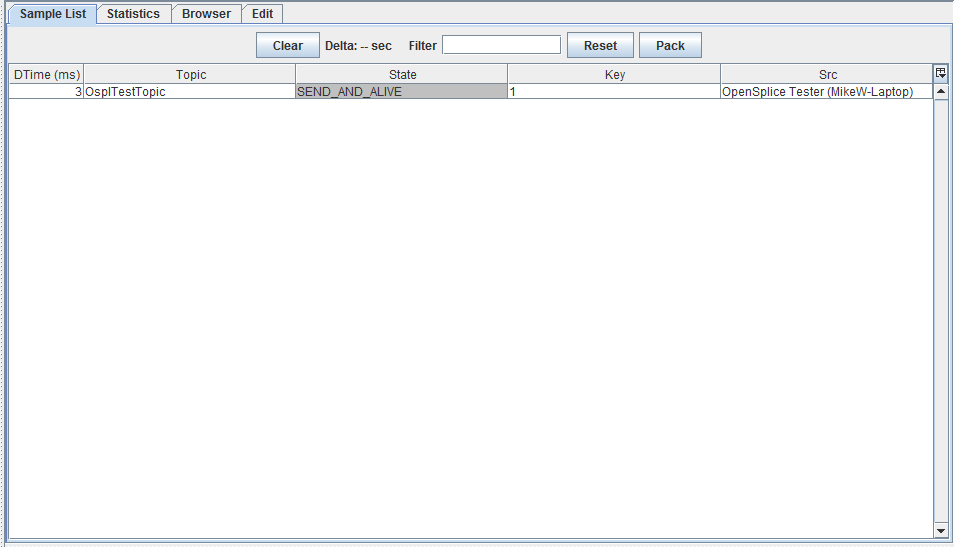 Sample List Statistics Browser Edit
Clear Delta: -- sec Filter Reset Pack
DTime (ms) Topic State Key Src
3 OsplTestTopic SEND_AND_ALIVE 1 OpenSplice Tester (MikeW-Laptop)